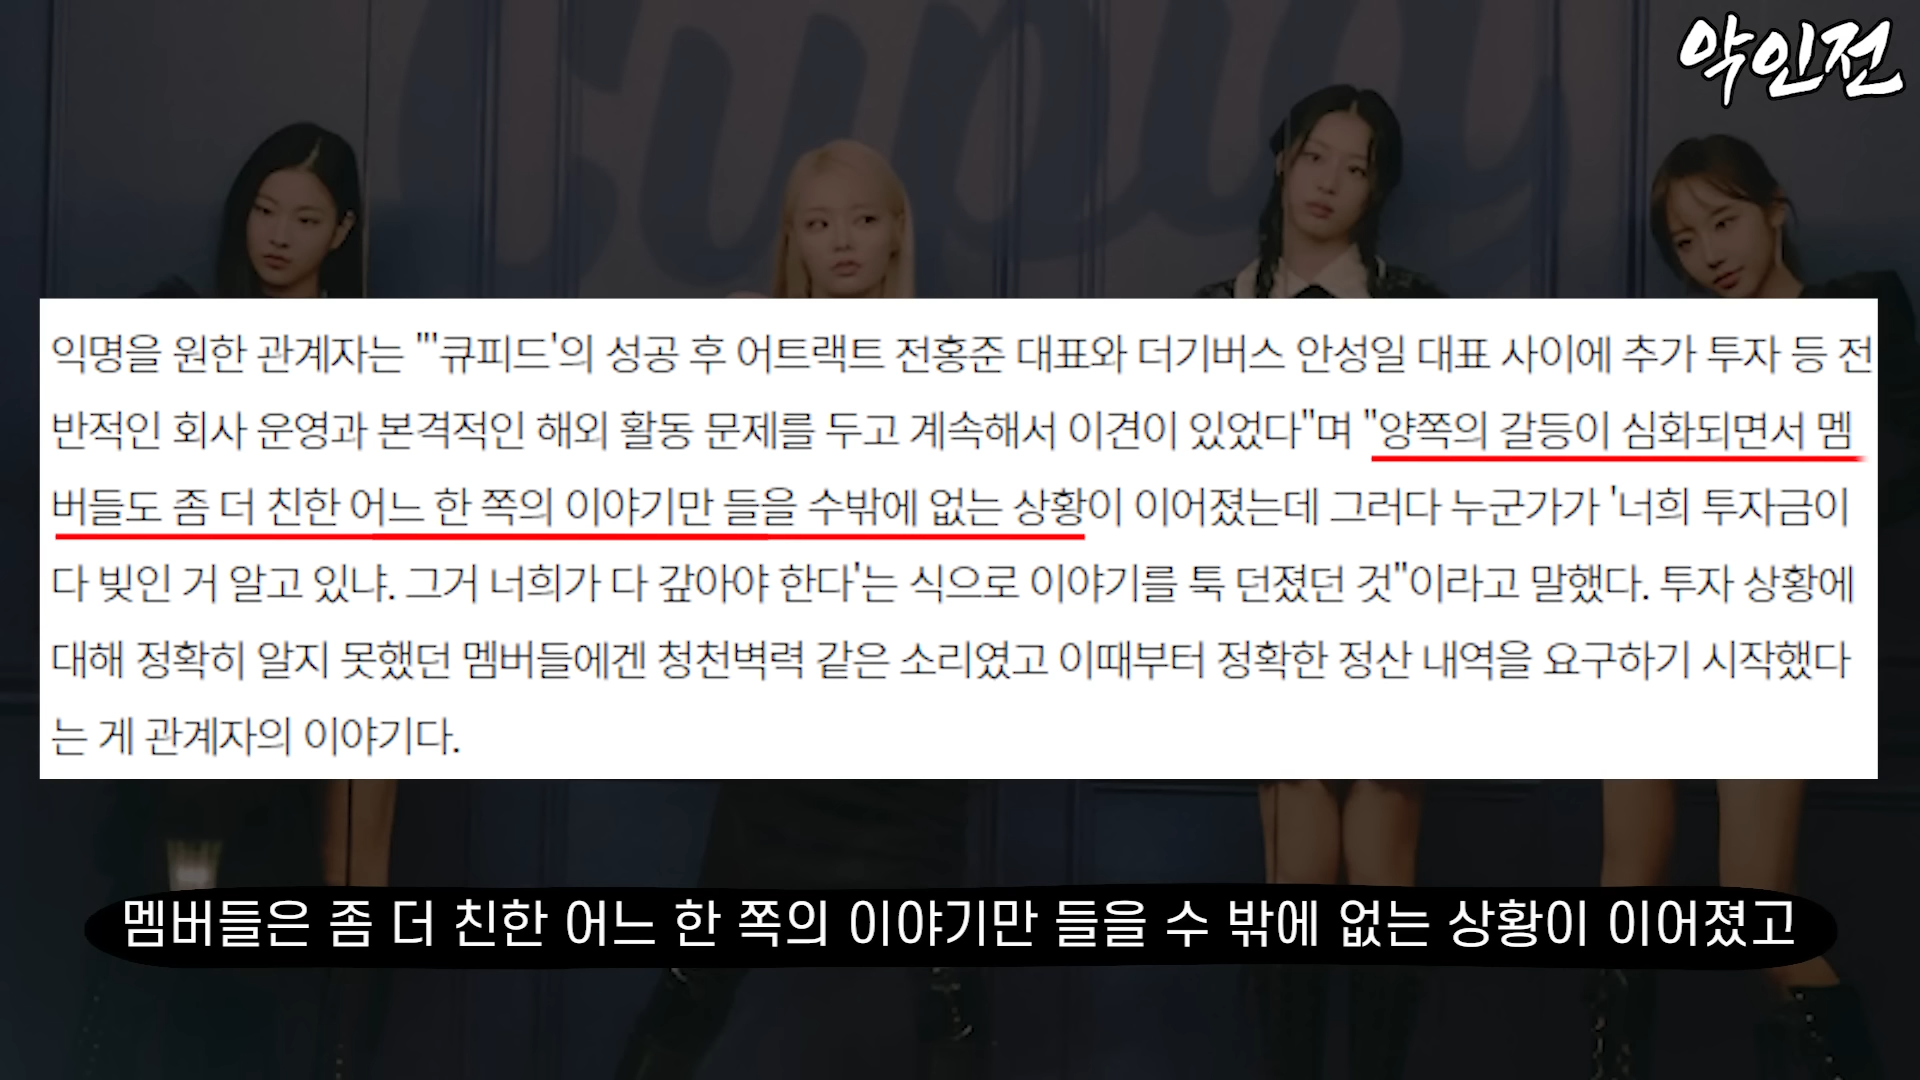 약인전
Cupid
익명을 원한 관계자는 "'큐피드'의 성공 후 어트랙트 전홍준 대표와 더기버스 안성일 대표 사이에 추가 투자 등 전
반적인 회사 운영과 본격적인 해외 활동 문제를 두고 계속해서 이견이 있었다"며 "양쪽의 갈등이 심화되면서 멤
버들도 좀 더 친한 어느 한 쪽의 이야기만 들을 수밖에 없는 상황이 이어졌는데 그러다 누군가가 '너희 투자금이
다 빚인 거 알고 있냐. 그거 너희가 다 갚아야 한다'는 식으로 이야기를 툭 던졌던 것"이라고 말했다. 투자 상황에
대해 정확히 알지 못했던 멤버들에겐 청천벽력 같은 소리였고 이때부터 정확한 정산 내역을 요구하기 시작했다
는 게 관계자의 이야기다.
멤버들은 좀 더 친한 어느 한 쪽의 이야기만 들을 수 밖에 없는 상황이 이어졌고